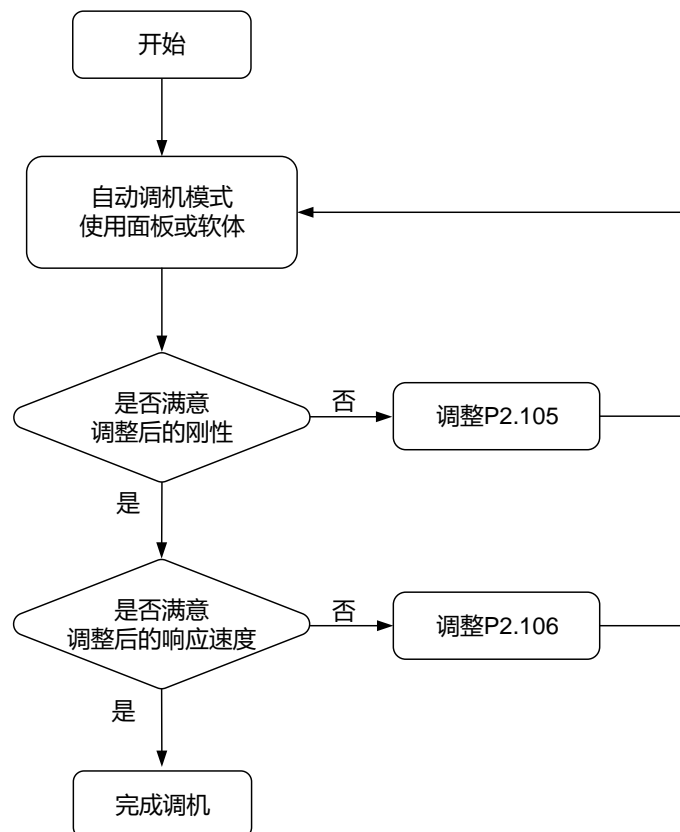 开始
自动调机模式
使用面板或软体
是否满意
调整后的刚性
否
调整P2.105
是
是否满意
调整后的响应速度
否
调整P2.106
是
完成调机